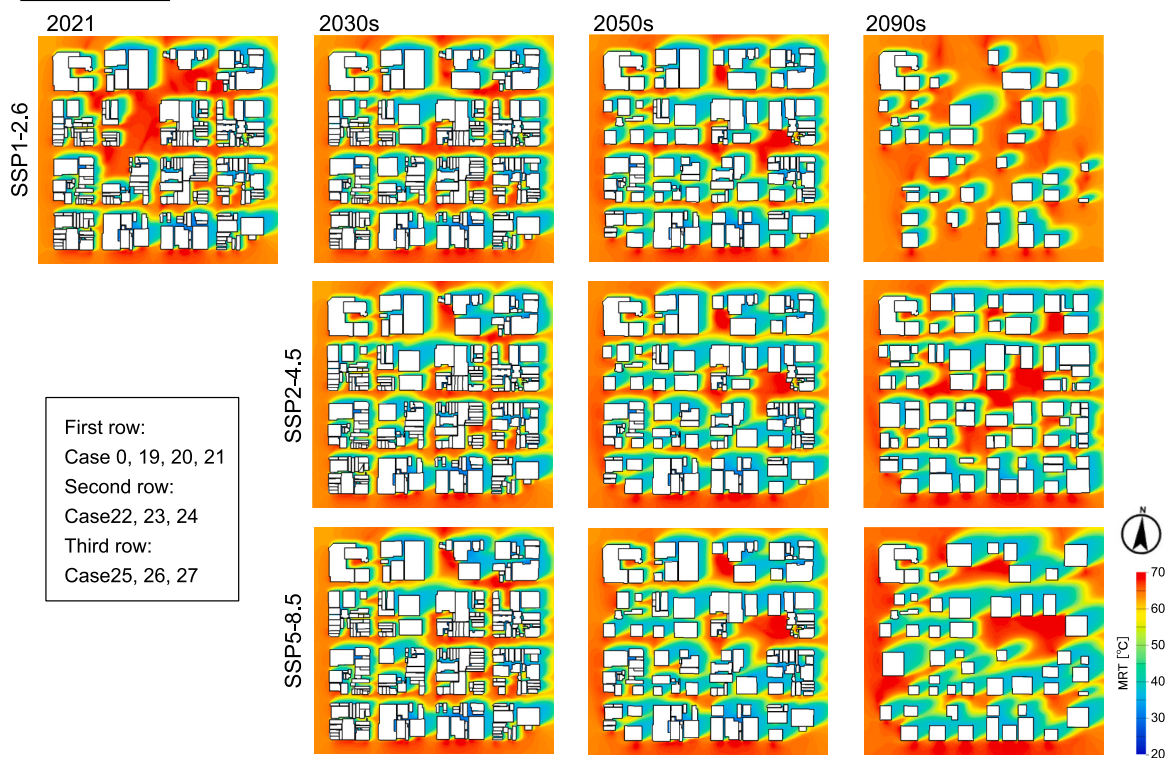 2021
2030s
2050s
2090s
SSP1-2.6
SSP2-4.5
First row:
Case 0, 19, 20, 21
Second row:
Case22, 23, 24
Third row:
Case25, 26, 27
SSP5-8.5
N
MRT [°C]
70
60
50
40
30
20